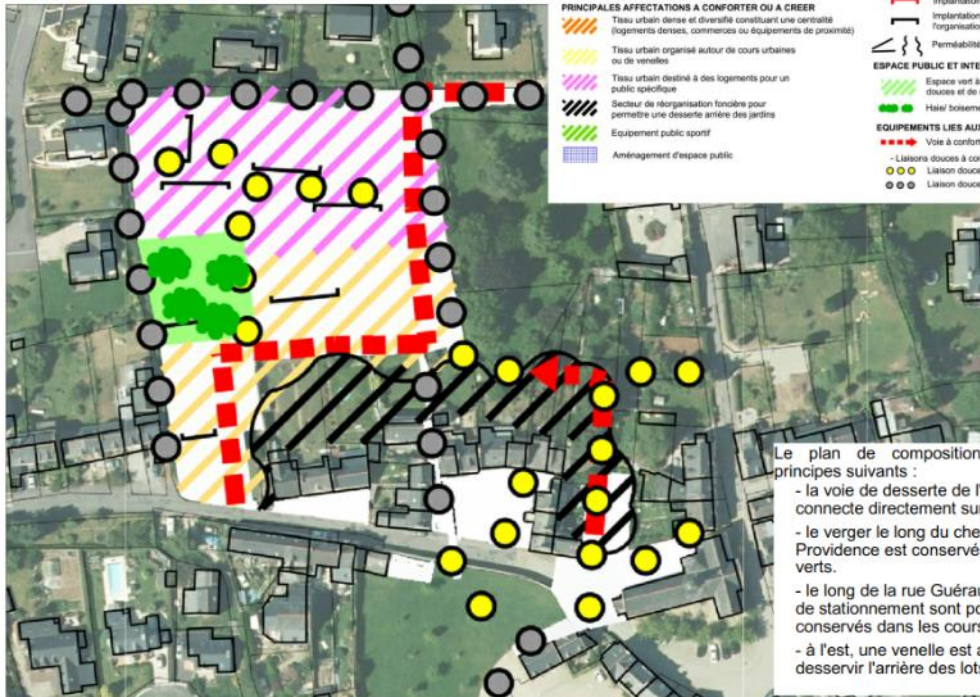 PRINCIPALES AFFECTATIONS A CONFORTER OU A CREER
Tissu urbain dense et diversifié constituant une centralité
(logements denses, commerces ou équipements de proximité)
Tissu urbain organisé autour de cours urbaines
ou de venelles
Tissu urbain destiné à des logements pour un
public spécifique
Secteur de réorganisation foncière pour
permettre une desserte arrière des jardins
Equipement public sportif
Aménagement d'espace public
Implantation
Implantation
l'organisation
Perméabilité
ESPACE PUBLIC ET INTE
Espace vert à
douces et de
Haie/ boiseme
EQUIPEMENTS LIES AUX
Voie à confort
- Liaisons douces à co
Liaison douce
Liaison douce
Le plan de composition
principes suivants :
- la voie de desserte de l'
connecte directement su
- le verger le long du che
Providence est conservé
verts.
- le long de la rue Guérau
de stationnement sont po
conservés dans les cours
- à l'est, une venelle est a
desservir l'arrière des lots